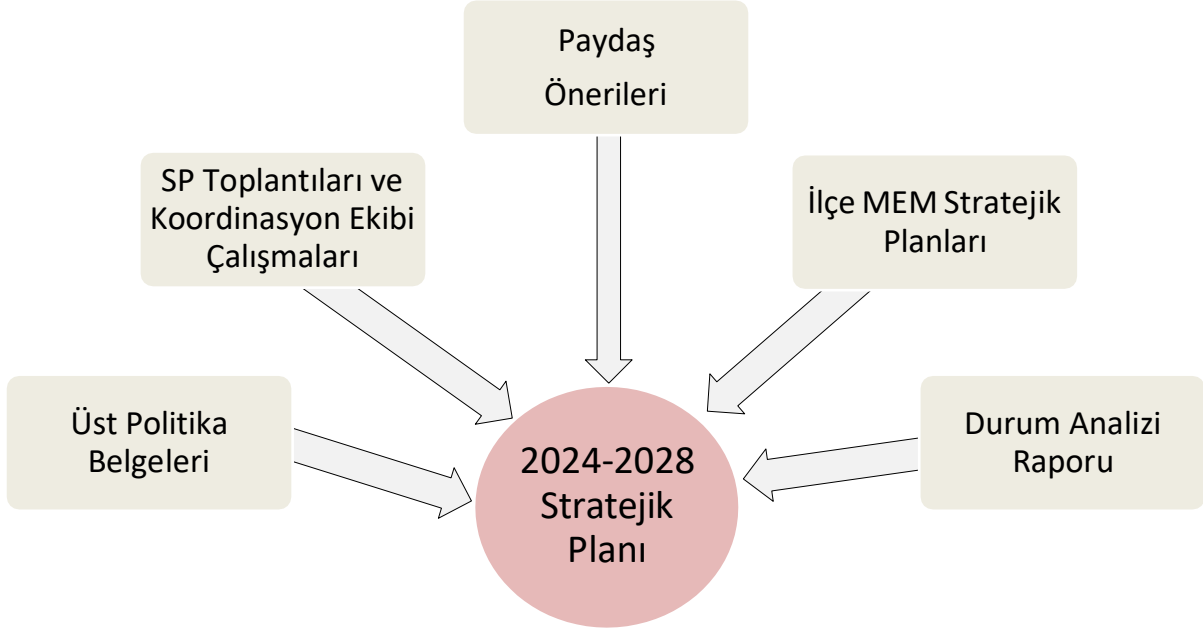 Paydaş
Önerileri
SP Toplantıları ve
Koordinasyon Ekibi
Çalışmaları
İlçe MEM Stratejik
Planları
Üst Politika
Belgeleri
Durum Analizi
Raporu
2024-2028
Stratejik
Planı